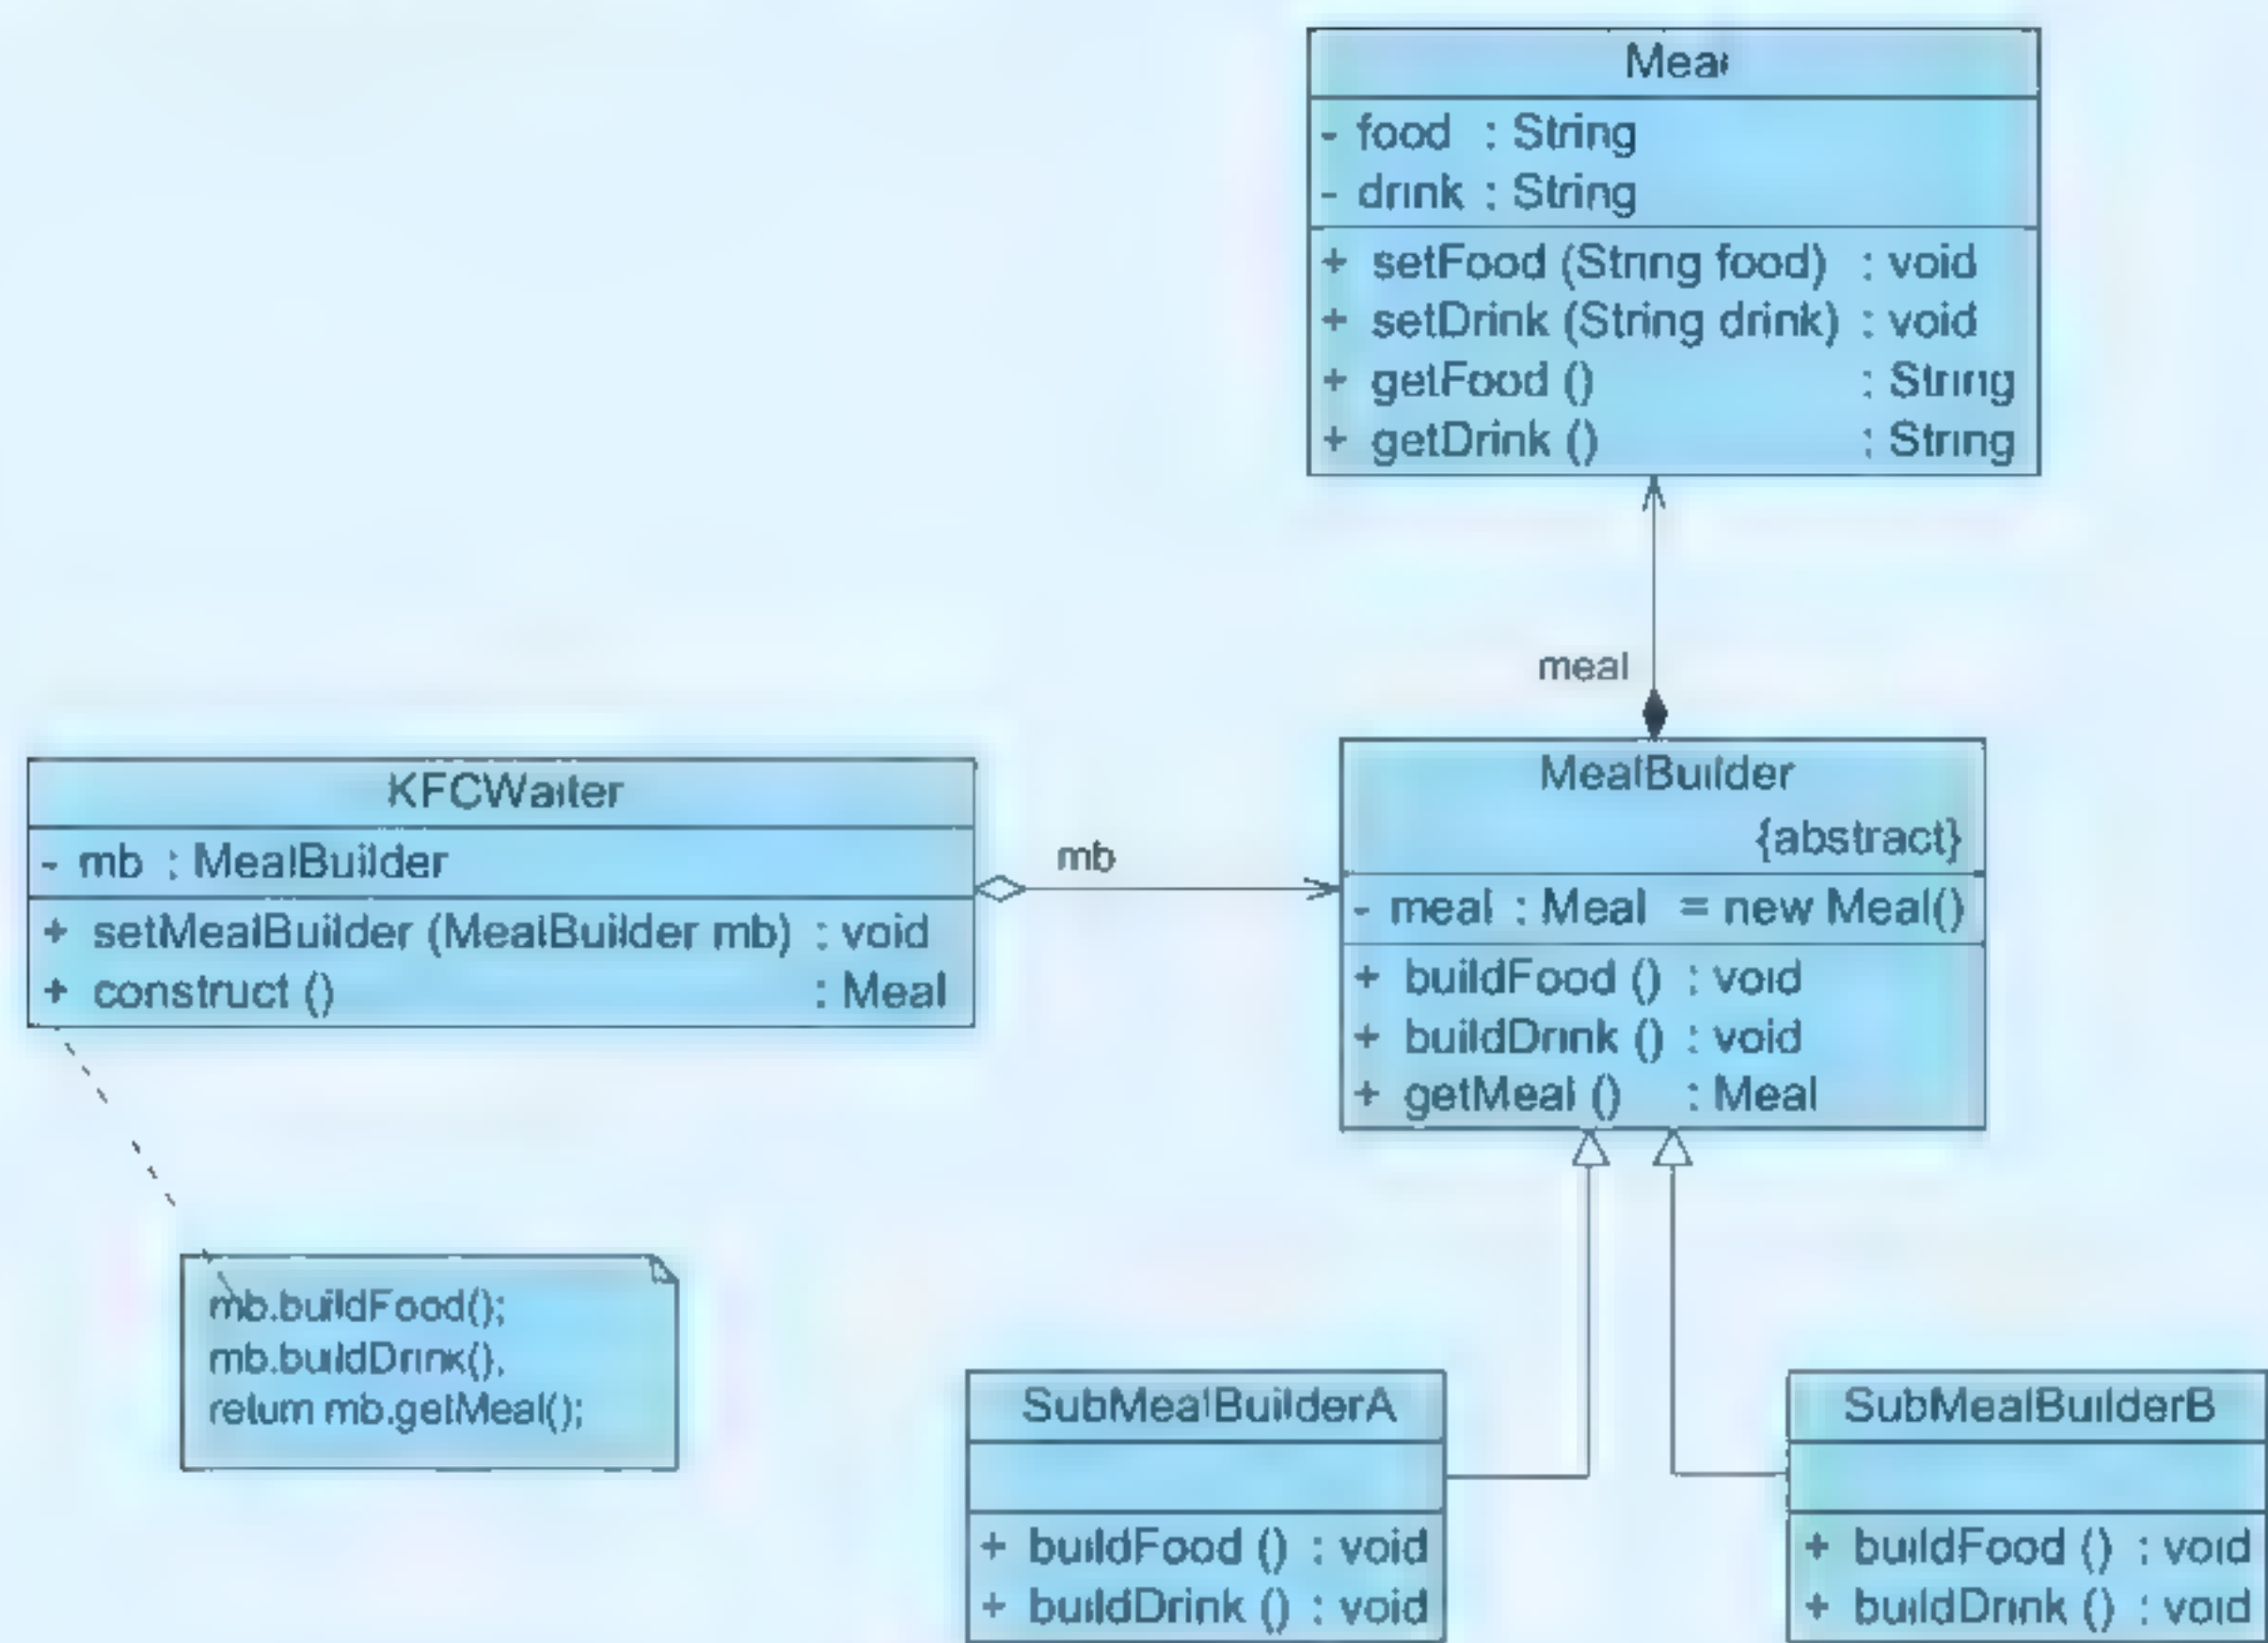 Meal
- food : String
- drink : String
+ setFood (String food) : void
+ setDrink (String drink) : void
+ getFood () : String
+ getDrink () : String
meal
KFCWaiter
- mb : MealBuilder
+ setMealBuilder (MealBuilder mb) : void
+ construct () : Meal
mb
MealBuilder
{abstract}
- meal : Meal = new Meal()
+ buildFood () : void
+ buildDrink () : void
+ getMeal () : Meal
mb.buildFood();
mb.buildDrink();
return mb.getMeal();
SubMealBuilderA
+ buildFood () : void
+ buildDrink () : void
SubMealBuilderB
+ buildFood () : void
+ buildDrink () : void